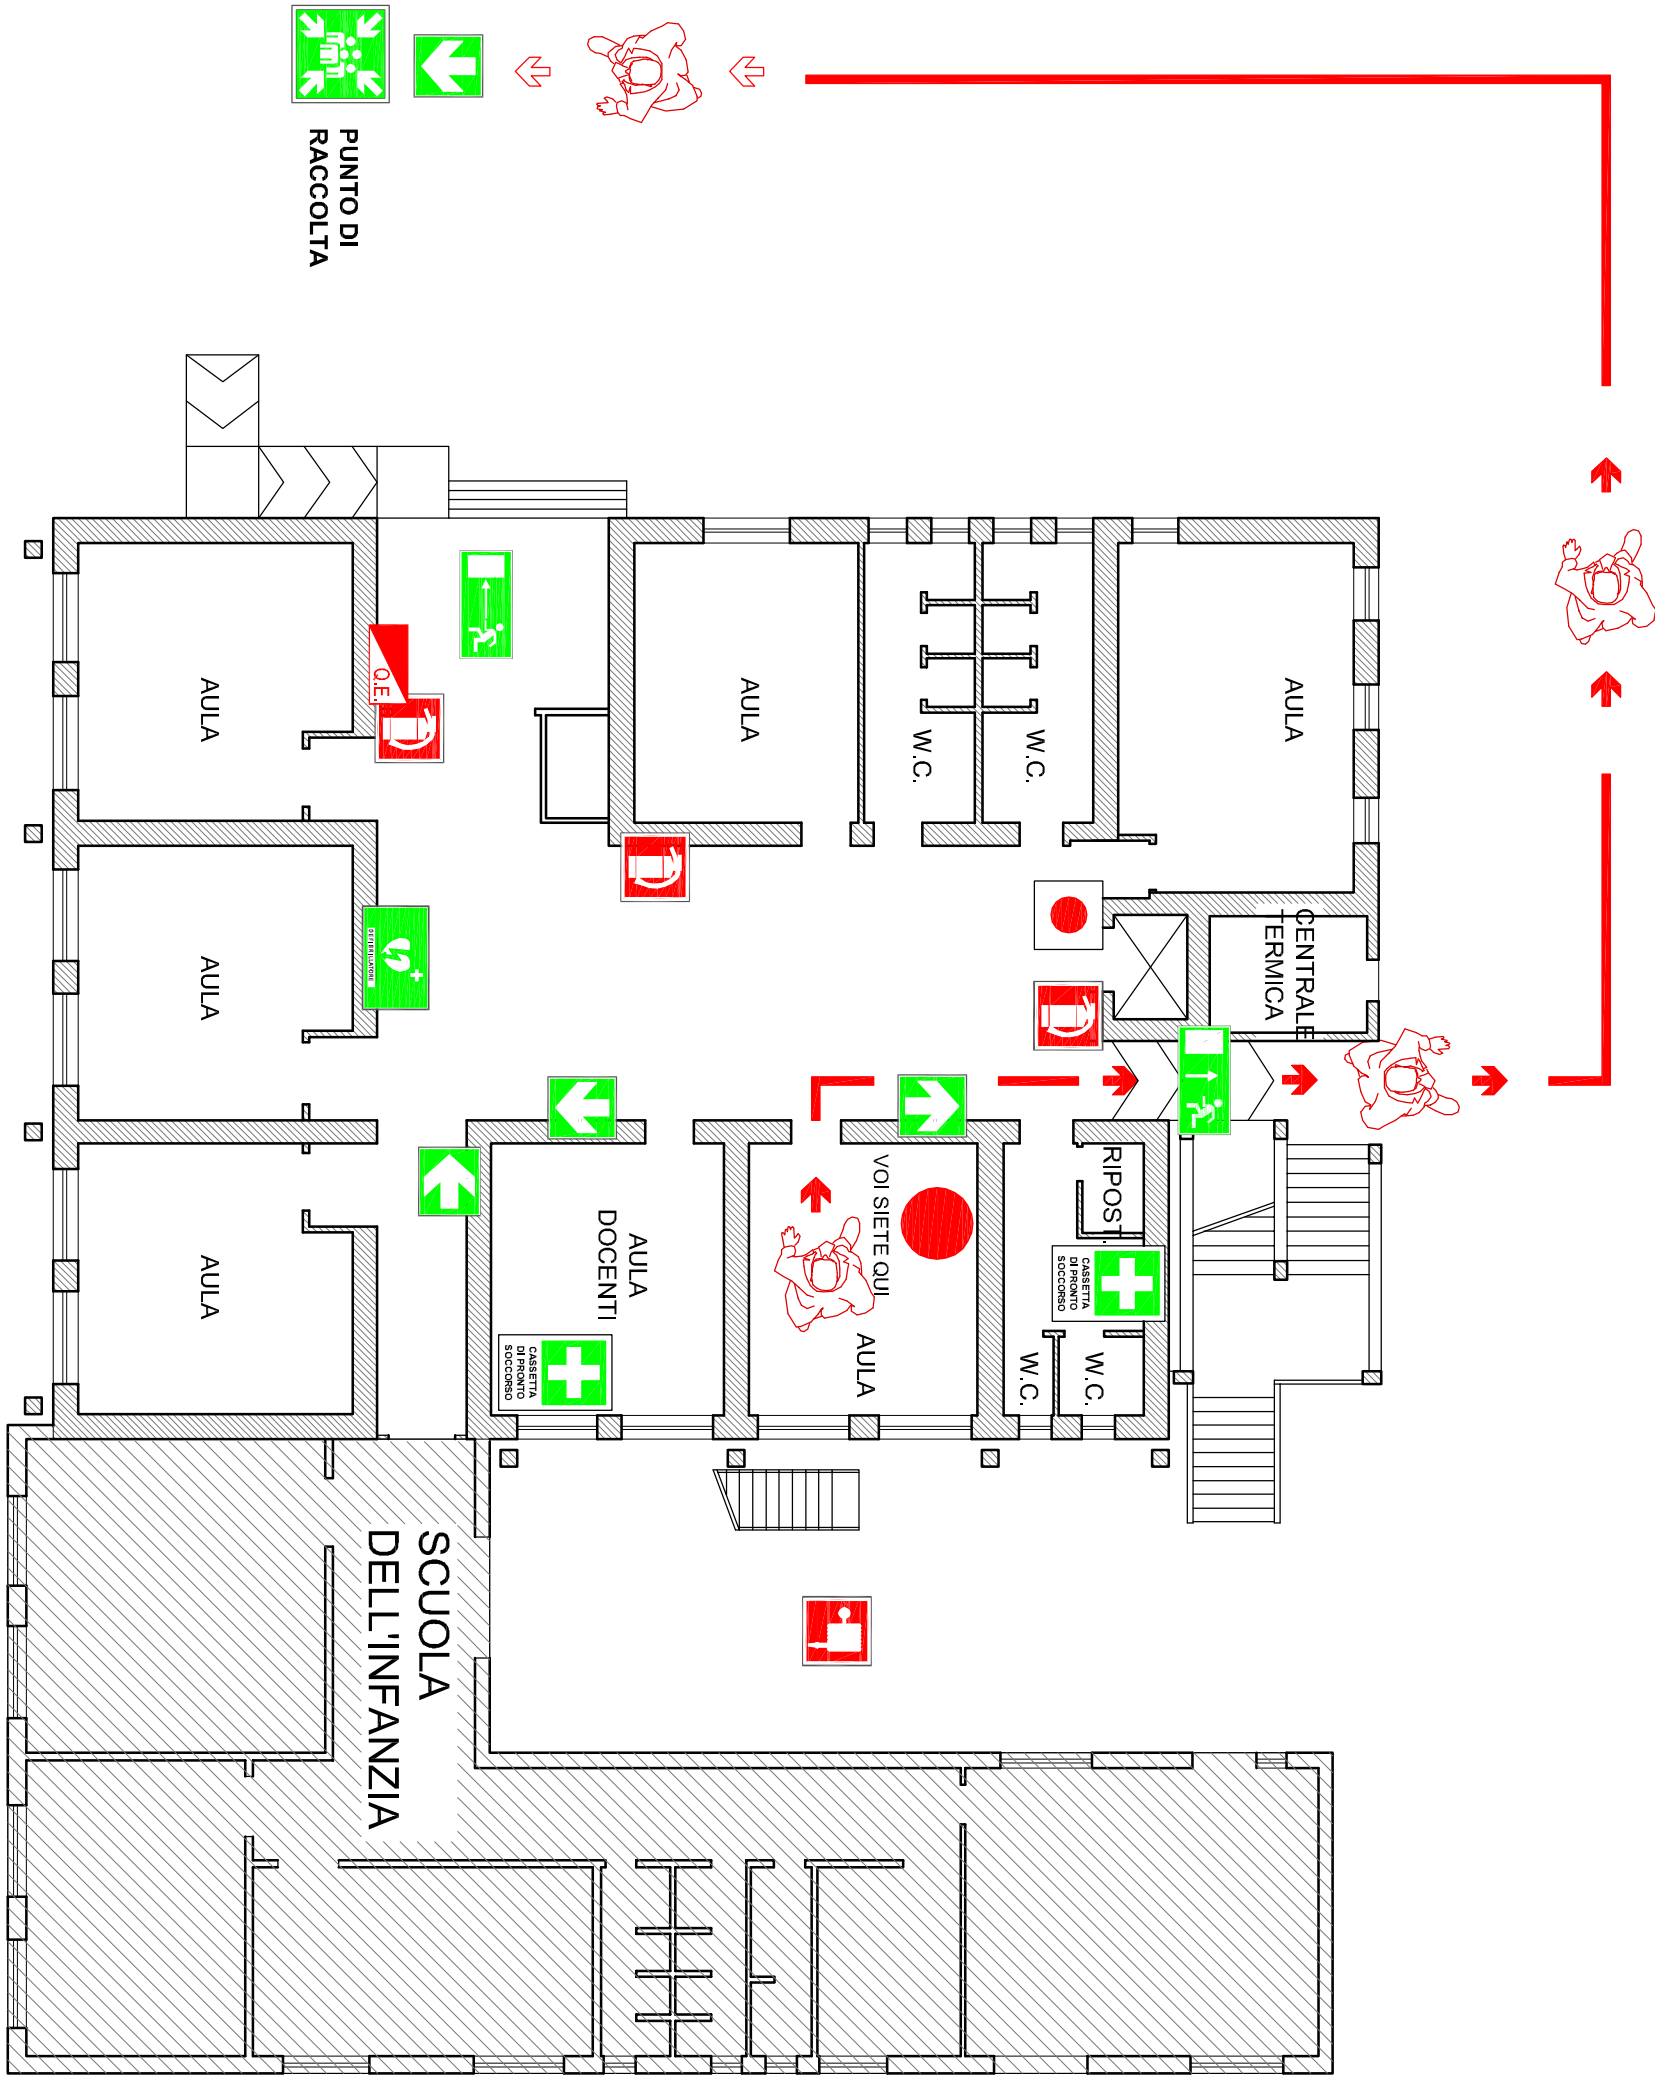 PUNTO DI
RACCOLTA
AULA
Q.E.
AULA
W.C.
W.C.
AULA
AULA
DEFIBRILLATORE
CENTRALE
TERMICA
AULA
AULA
DOCENTI
CASSETTA
DI PRONTO
SOCCORSO
VOI SIETE QUI
AULA
RIPOST.
CASSETTA
DI PRONTO
SOCCORSO
W.C.
W.C.
SCUOLA
DELL'INFANZIA